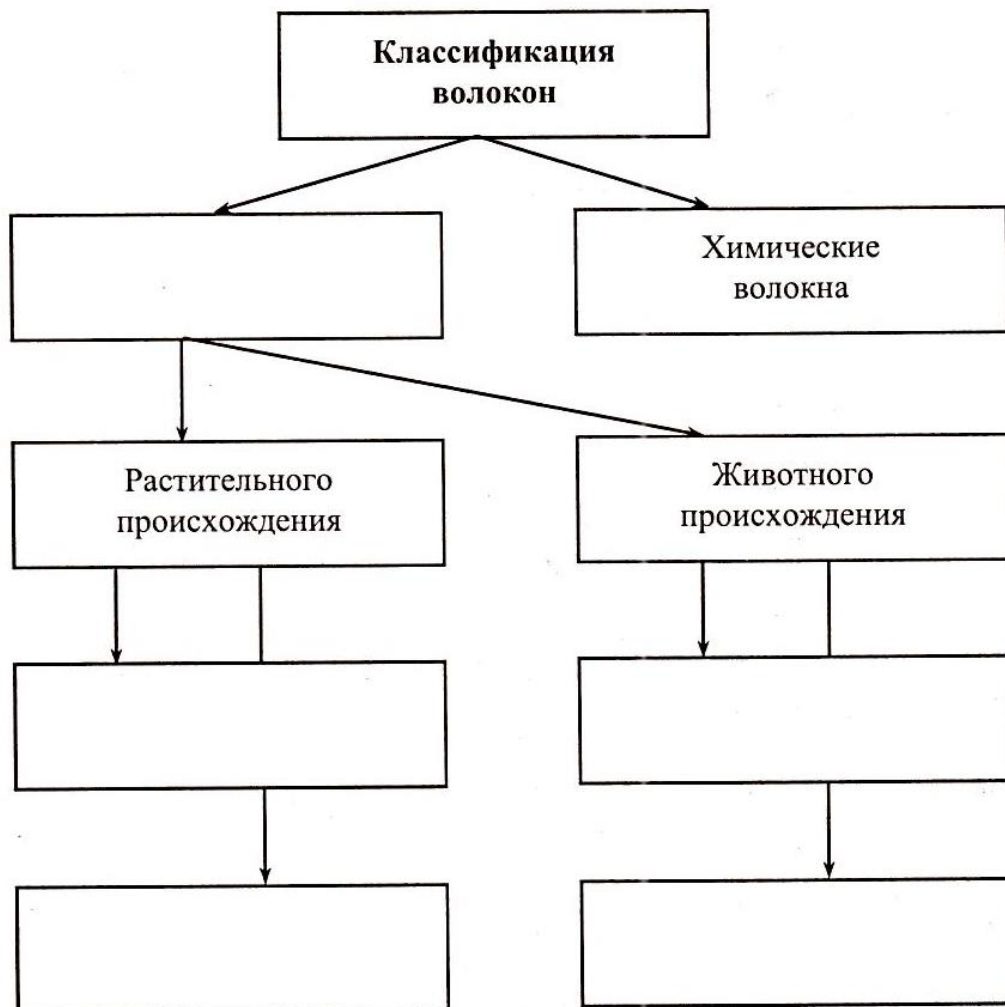 Классификация
волокон
Химические
волокна
Растительного
происхождения
Животного
происхождения